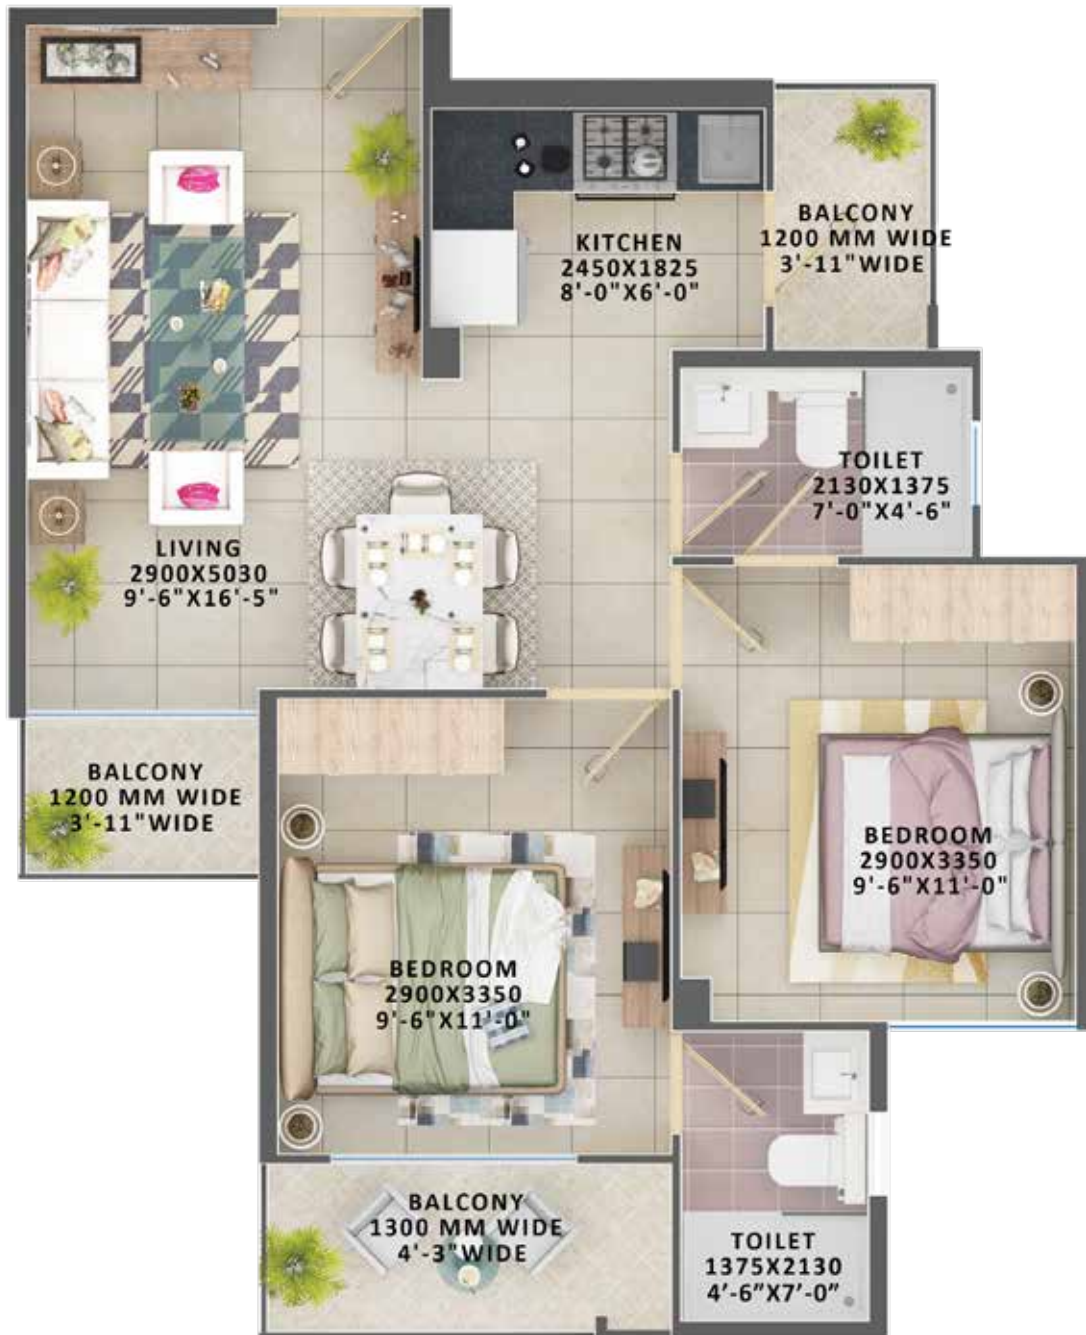 BALCONY
1200 MM WIDE
3'-11"WIDE
KITCHEN
2450X1825
8'-0"X6'-0"
TOILET
2130X1375
7'-0"X4'-6"
LIVING
2900X5030
9'-6"X16'-5"
BALCONY
1200 MM WIDE
3'-11"WIDE
BEDROOM
2900X3350
9'-6"X11'-0"
BEDROOM
2900X3350
9'-6"X11'-0"
BALCONY
1300 MM WIDE
4'-3"WIDE
TOILET
1375X2130
4'-6”X7'-0”